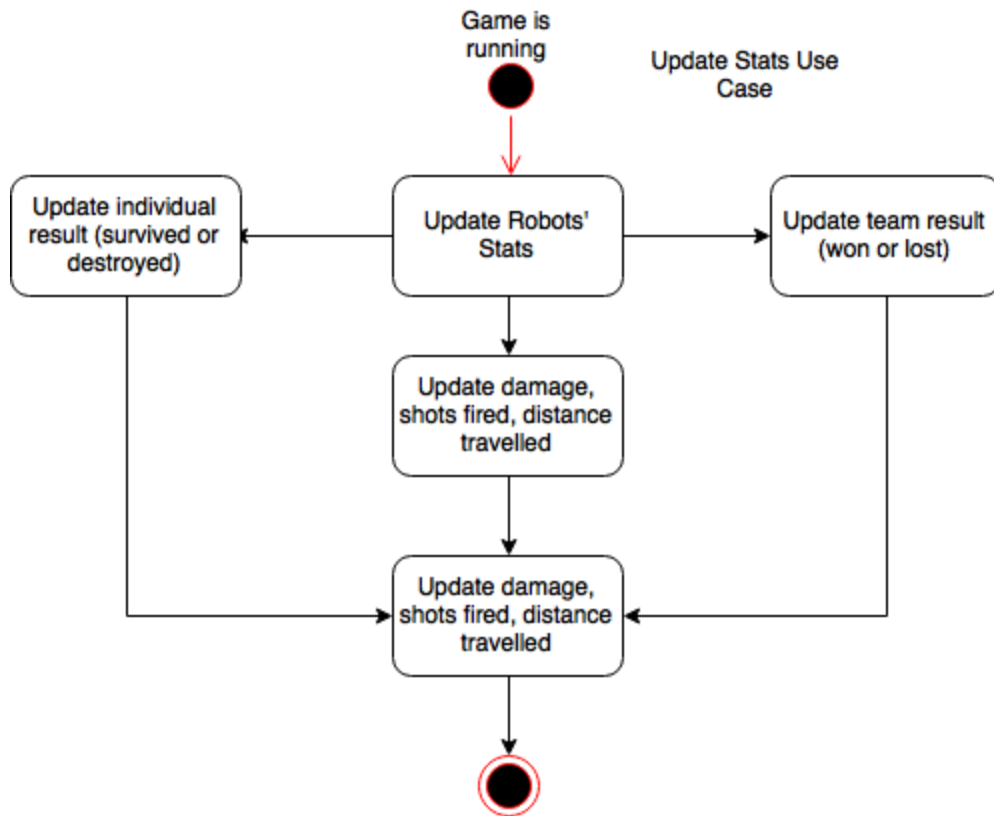 Game is
running
Update Stats Use
Case
Update individual
result (survived or
destroyed)
Update Robots'
Stats
Update team result
(won or lost)
Update damage,
shots fired, distance
travelled
Update damage,
shots fired, distance
travelled